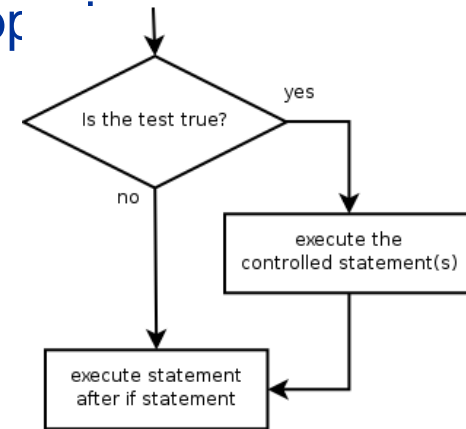 yes
Is the test true?
no
execute the
controlled statement(s)
execute statement
after if statement